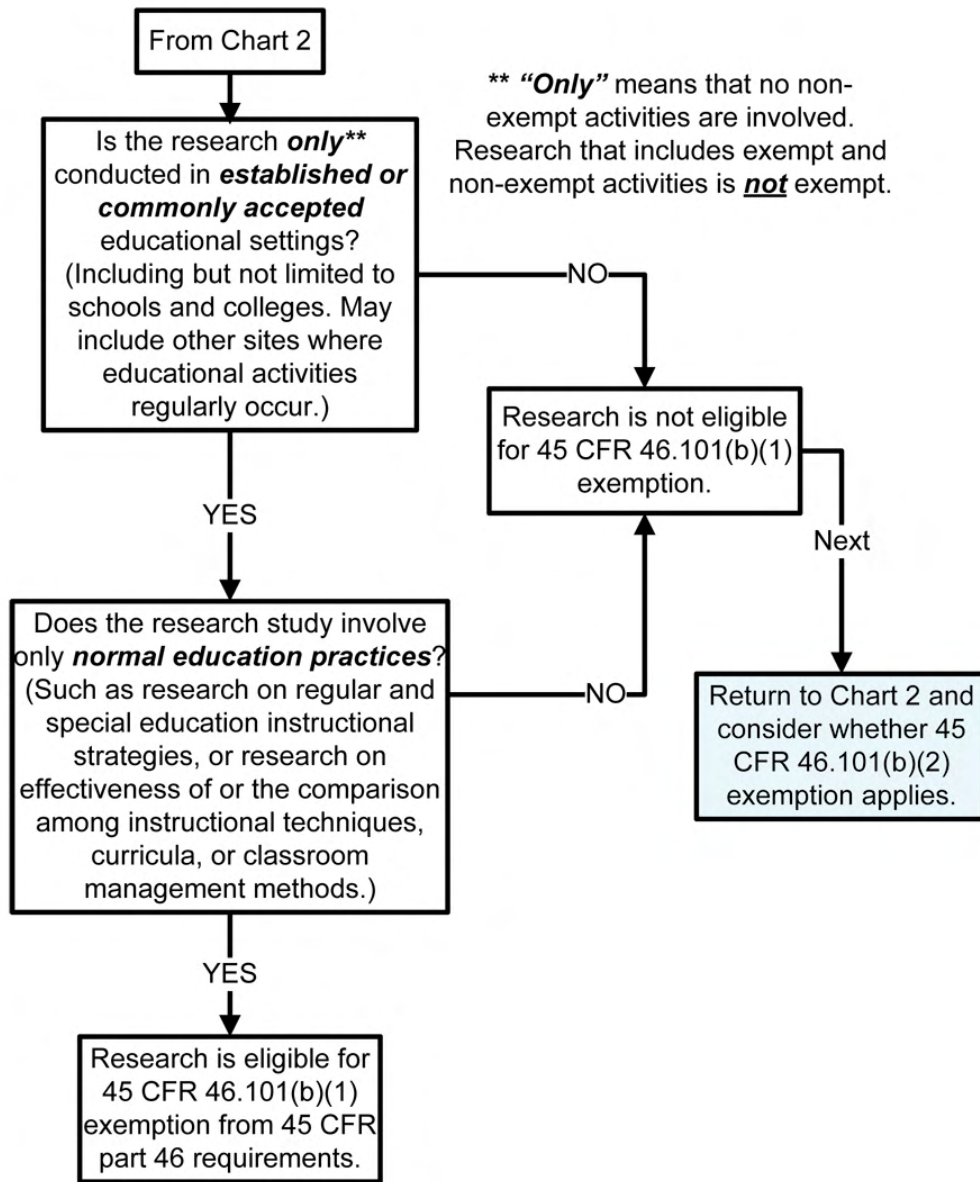 From Chart 2
** “Only” means that no non-
exempt activities are involved.
Research that includes exempt and
non-exempt activities is not exempt.
Is the research only**
conducted in established or
commonly accepted
educational settings?
(Including but not limited to
schools and colleges. May
include other sites where
educational activities
regularly occur.)
NO
Research is not eligible
for 45 CFR 46.101(b)(1)
exemption.
YES
Next
Does the research study involve
only normal education practices?
(Such as research on regular and
special education instructional
strategies, or research on
effectiveness of or the comparison
among instructional techniques,
curricula, or classroom
management methods.)
NO
Return to Chart 2 and
consider whether 45
CFR 46.101(b)(2)
exemption applies.
YES
Research is eligible for
45 CFR 46.101(b)(1)
exemption from 45 CFR
part 46 requirements.